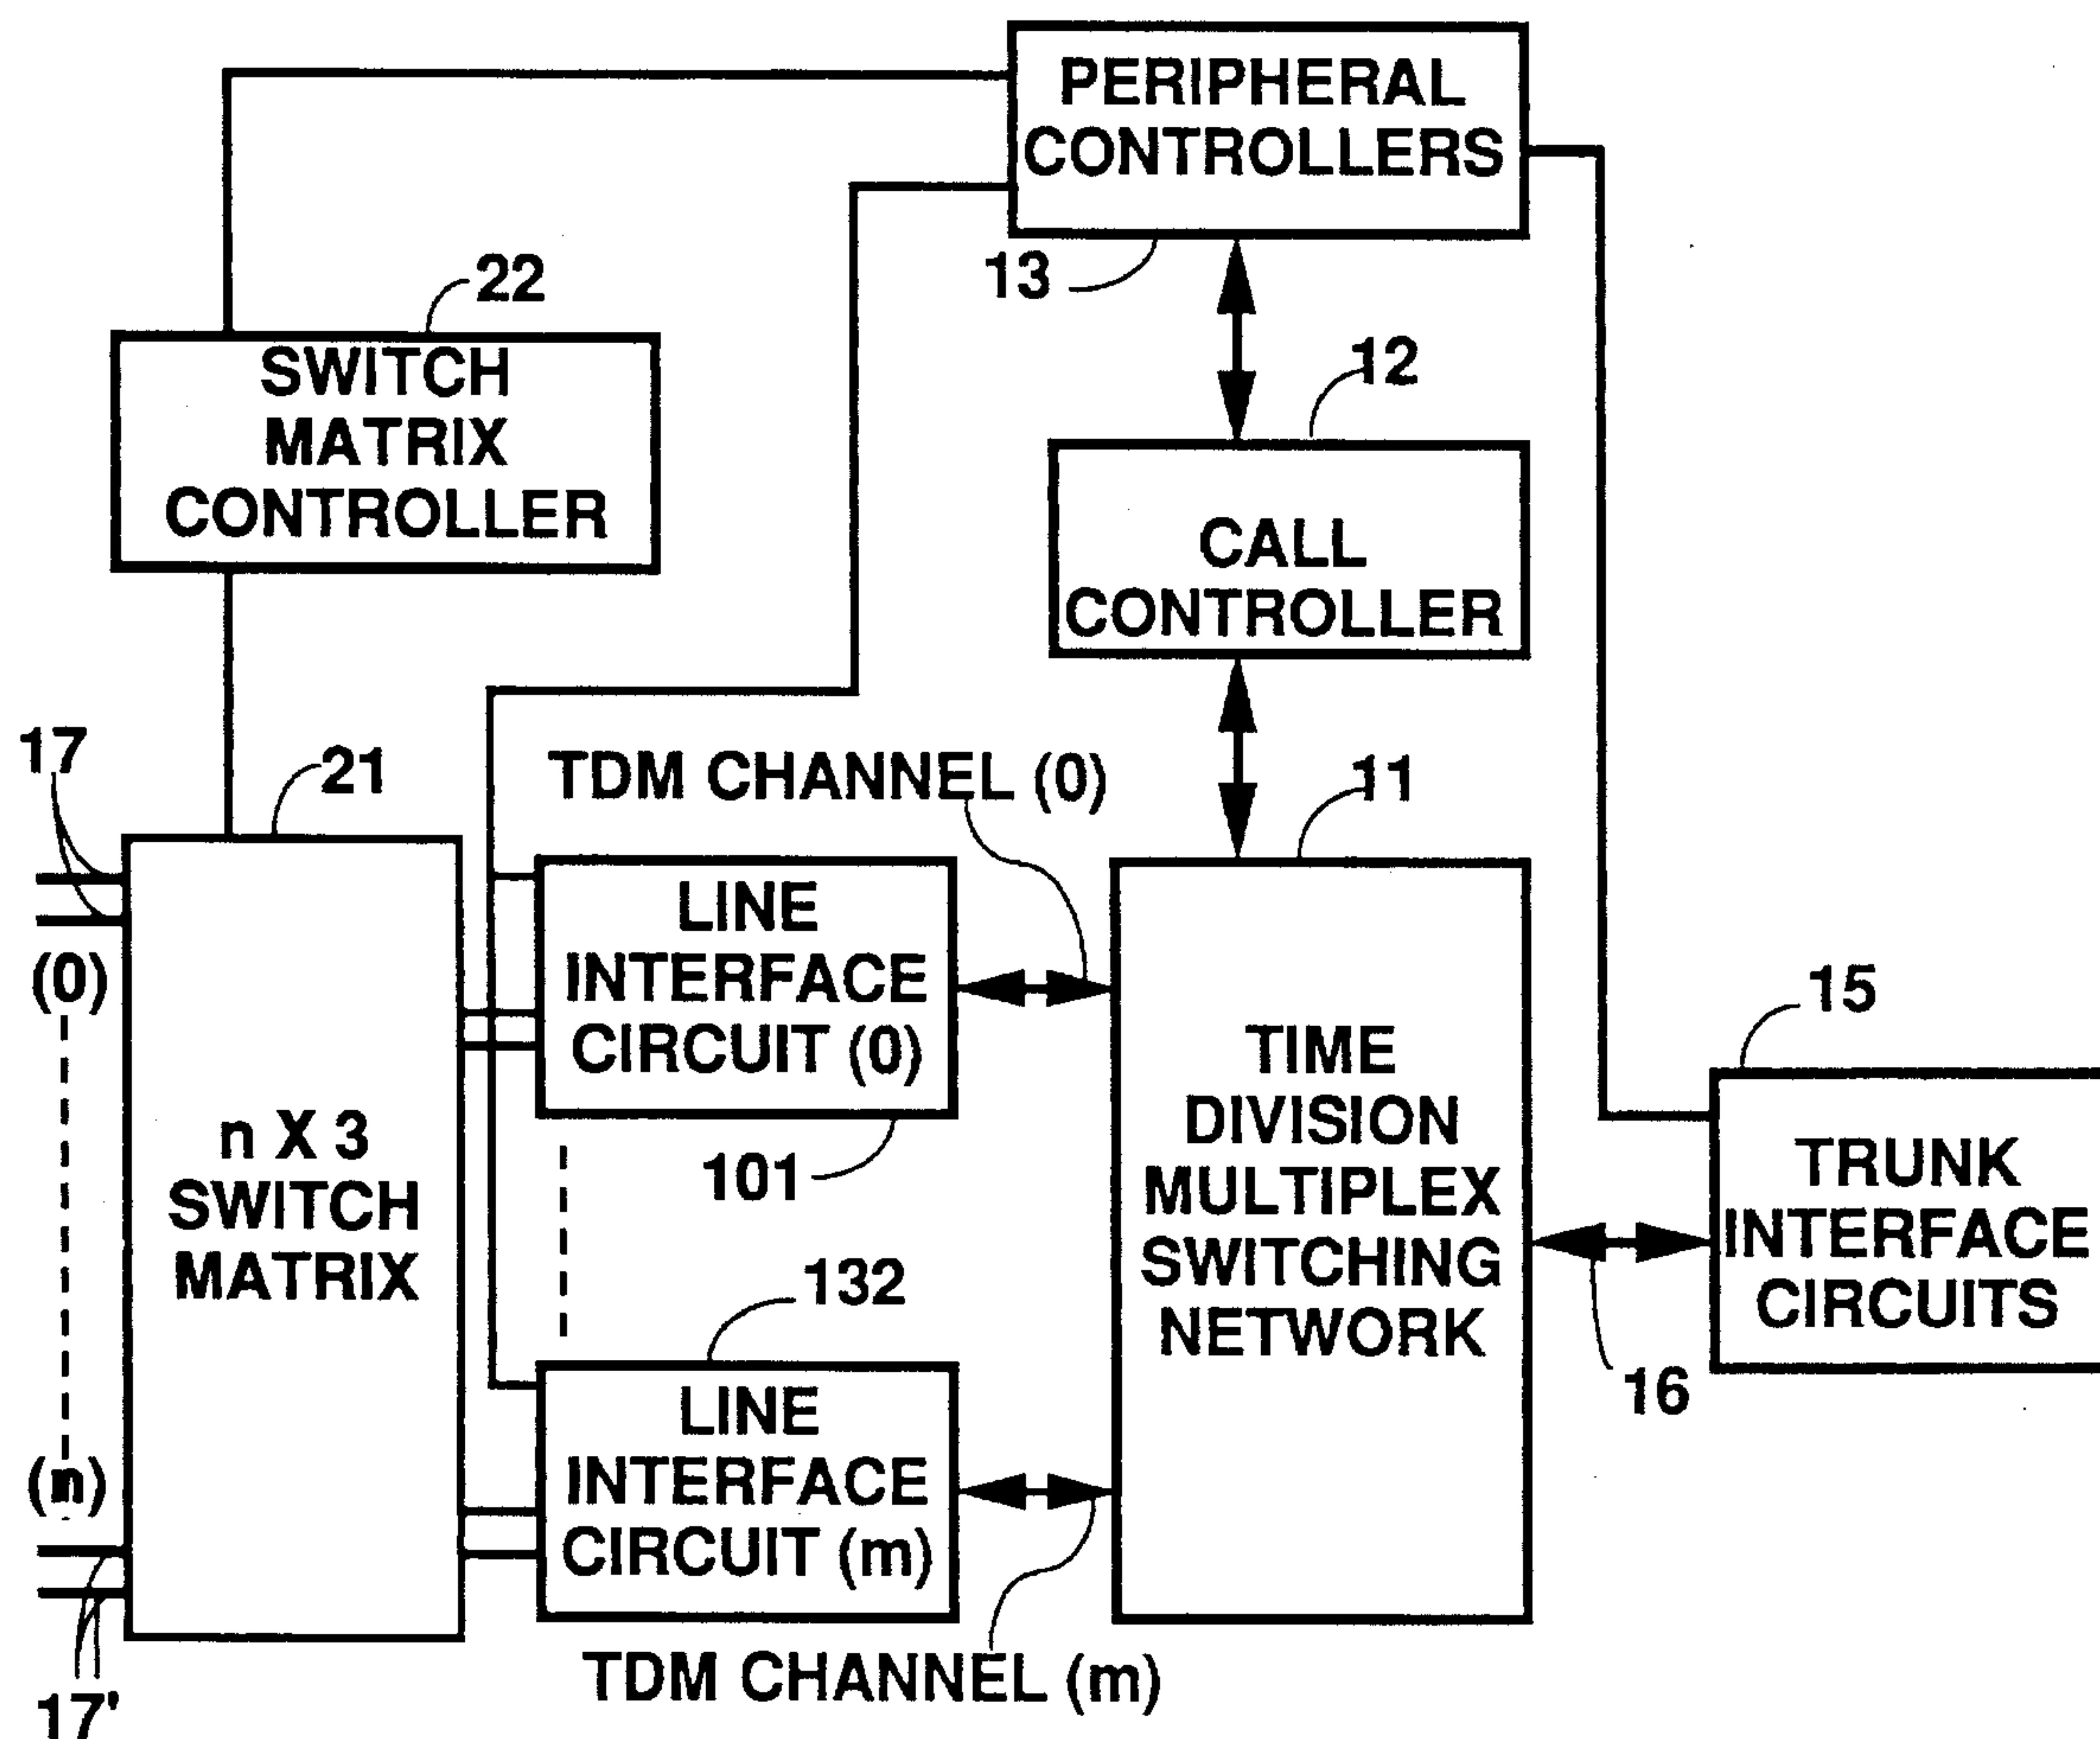 PERIPHERAL
CONTROLLERS
13
22
SWITCH
MATRIX
CONTROLLER
12
CALL
CONTROLLER
17
21
TDM CHANNEL (0)
11
LINE
INTERFACE
CIRCUIT (0)
101
(0)
(n)
n X 3
SWITCH
MATRIX
TIME
DIVISION
MULTIPLEX
SWITCHING
NETWORK
15
TRUNK
INTERFACE
CIRCUITS
16
132
LINE
INTERFACE
CIRCUIT (m)
TDM CHANNEL (m)
17'